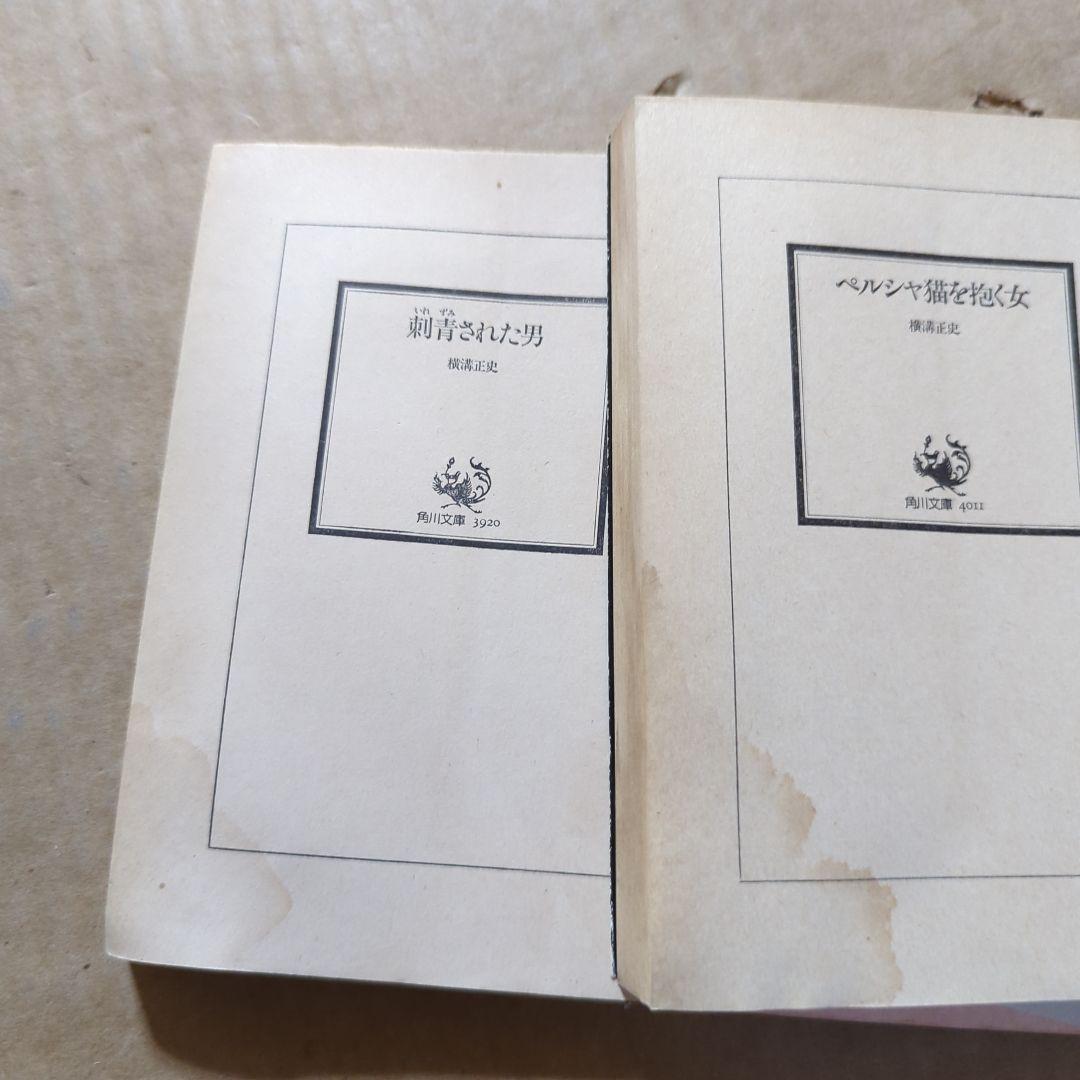 いれ ずみ
刺青された男
横溝正史
角川文庫 3920
ペルシャ猫を抱く女
横溝正史
角川文庫 4011